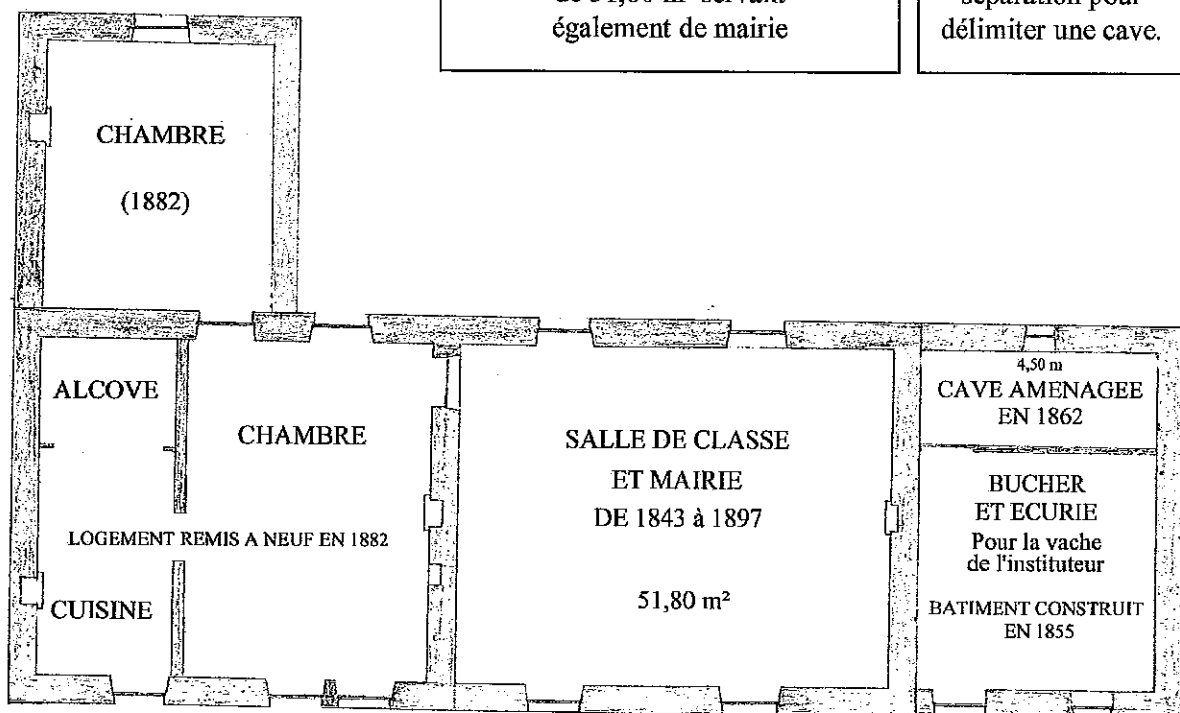 également de mairie
séparation pour
délimiter une cave.
CHAMBRE
(1882)
ALCOVE
CHAMBRE
LOGEMENT REMIS A NEUF EN 1882
CUISINE
SALLE DE CLASSE
ET MAIRIE
DE 1843 à 1897
51,80 m²
4,50 m
CAVE AMENAGEE
EN 1862
BUCHER
ET ECURIE
Pour la vache
de l'instituteur
BATIMENT CONSTRUIT
EN 1855